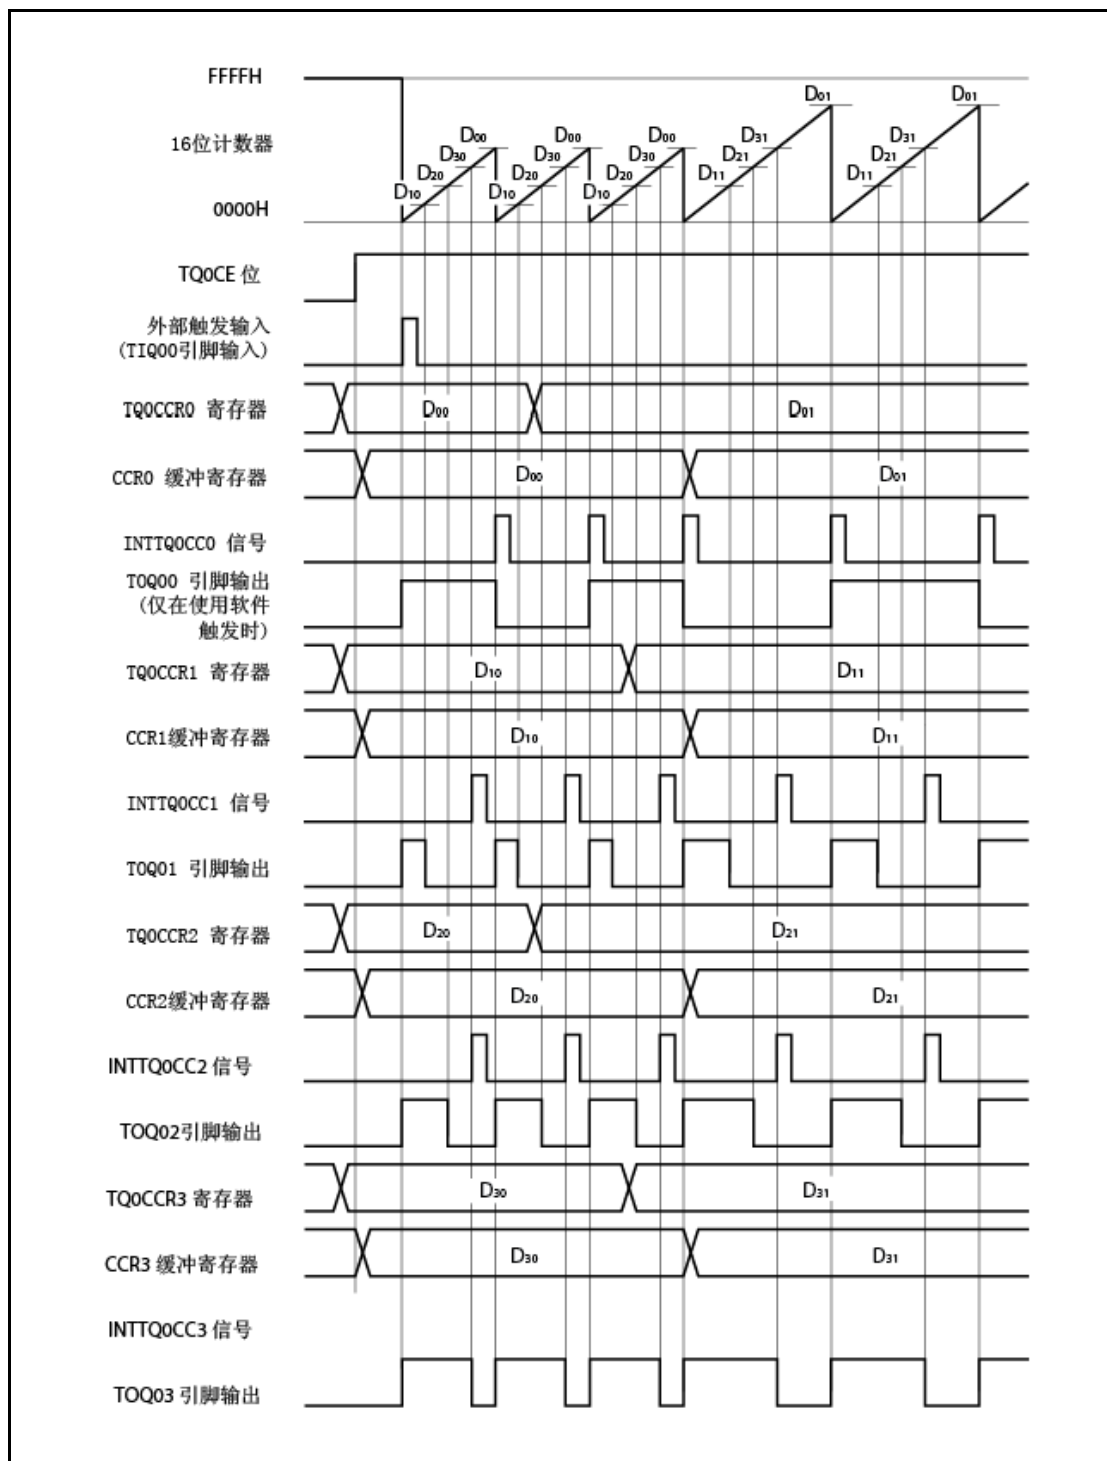 FFFFH
D01 D01
16位计数器
D00 D00 D00 D31 D31
D30 D30 D30 D21 D21
D20 D20 D20 D11 D11
D10 D10 D10
0000H
TQ0CE 位
外部触发输入
(TIQ00引脚输入)
TQ0CCR0 寄存器 D00 D01
CCR0 缓冲寄存器 D00 D01
INTTQ0CC0 信号
TOQ00 引脚输出
(仅在使用软件
触发时)
TQ0CCR1 寄存器 D10 D11
CCR1缓冲寄存器 D10 D11
INTTQ0CC1 信号
TOQ01 引脚输出
TQ0CCR2 寄存器 D20 D21
CCR2缓冲寄存器 D20 D21
INTTQ0CC2 信号
TOQ02引脚输出
TQ0CCR3 寄存器 D30 D31
CCR3 缓冲寄存器 D30 D31
INTTQ0CC3 信号
TOQ03 引脚输出